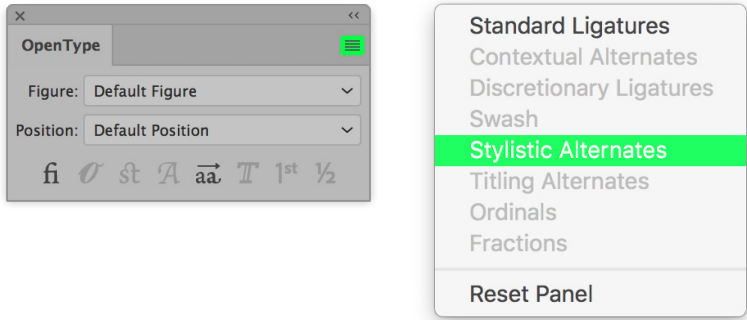 OpenType
Figure: Default Figure
Position: Default Position
fi O st A aa T 1st ½
Standard Ligatures
Contextual Alternates
Discretionary Ligatures
Swash
Stylistic Alternates
Titling Alternates
Ordinals
Fractions
Reset Panel